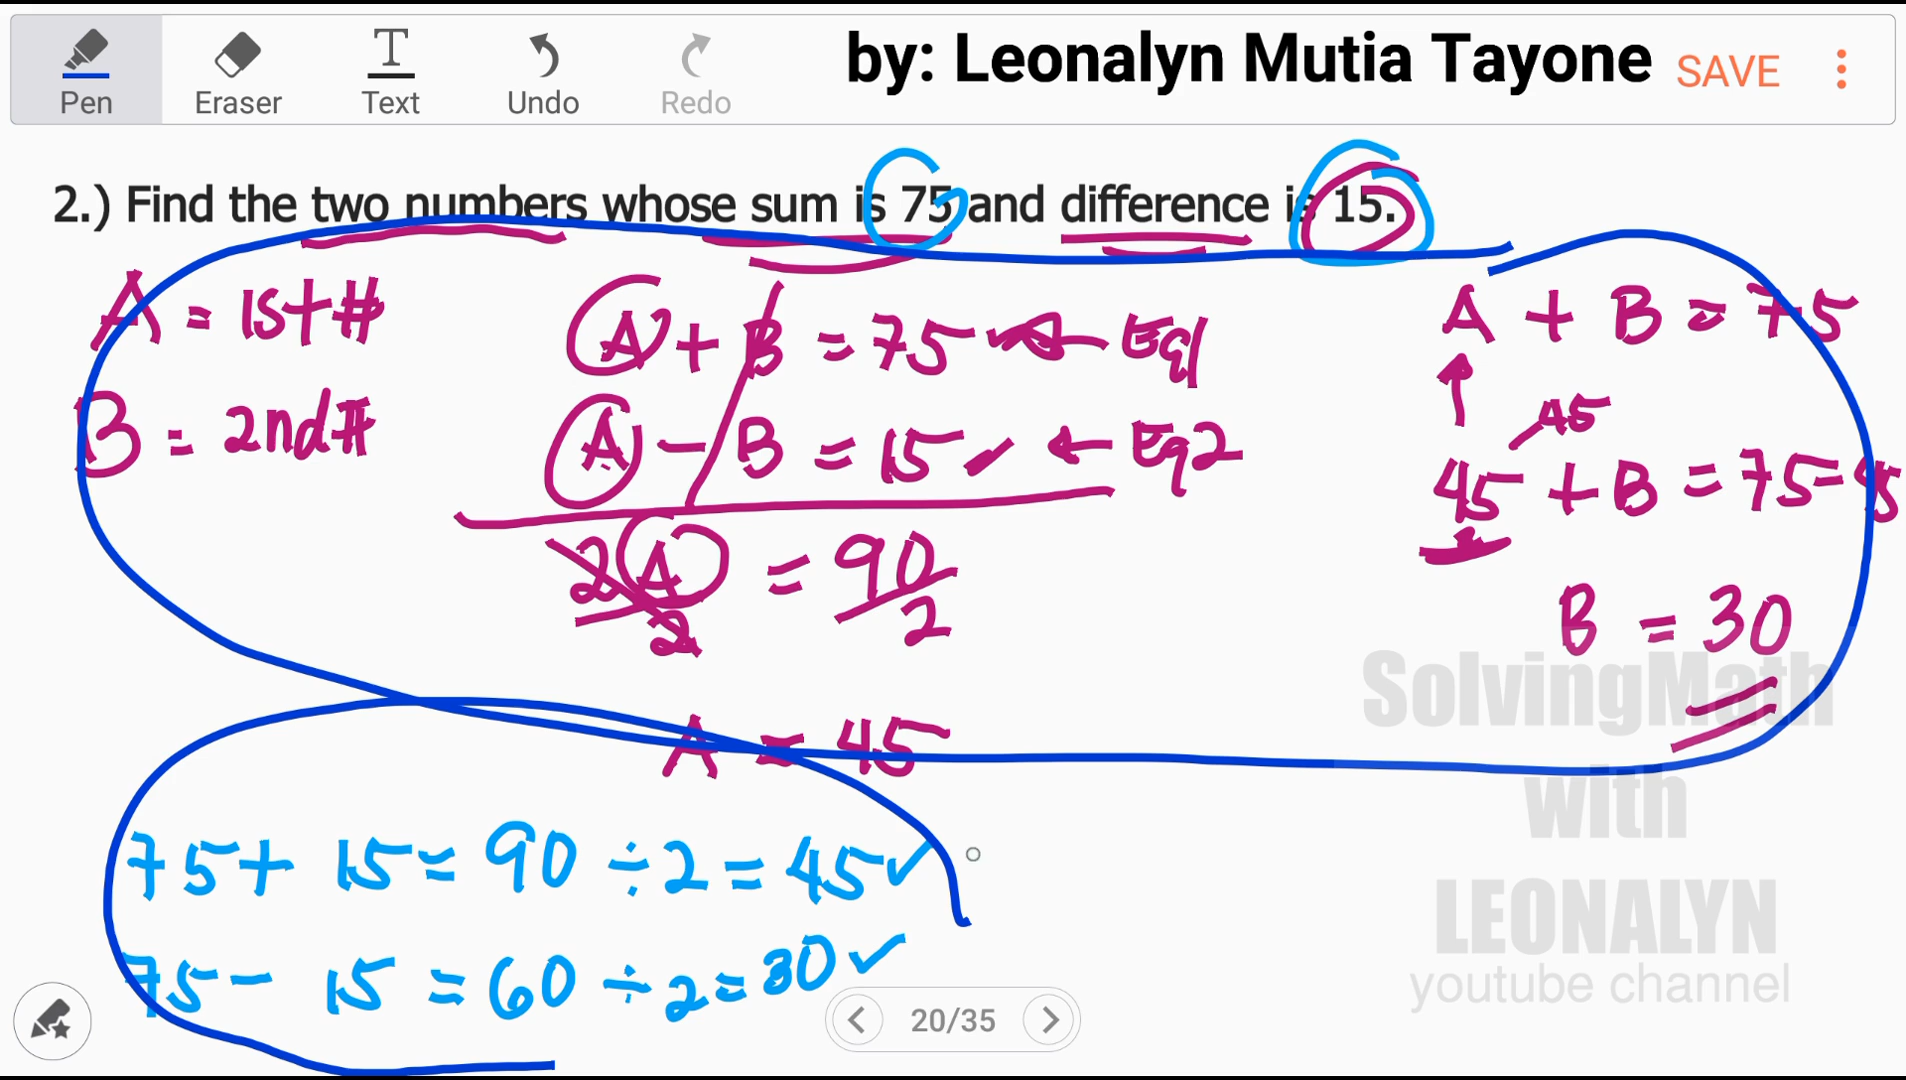 Pen Eraser Text Undo Redo by: Leonalyn Mutia Tayone SAVE
2.) Find the two numbers whose sum is 75 and difference is 15.
A = 1st #
B = 2nd #
A + B = 75 ← Eq1
A - B = 15 ← Eq2
2A = 90
2 2
A = 45
A + B = 75
-45
45 + B = 75 - 45
B = 30
75 + 15 = 90 ÷ 2 = 45 ✓
75 - 15 = 60 ÷ 2 = 30 ✓
SolvingMath
with
LEONALYN
youtube channel
20/35